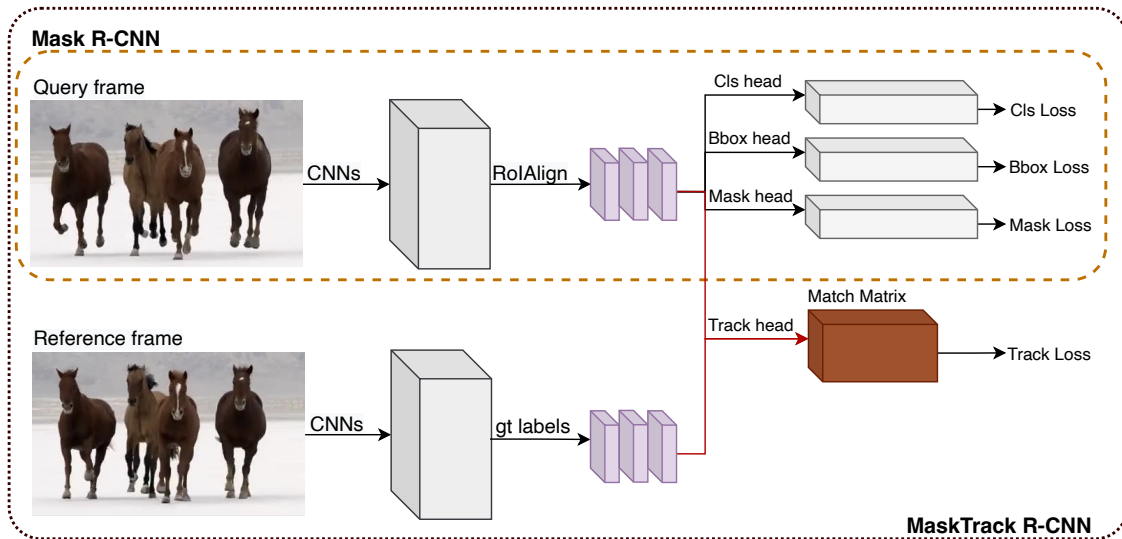 Mask R-CNN
Query frame
CNNs
RoIAlign
Cls head
Cls Loss
Bbox head
Bbox Loss
Mask head
Mask Loss
Match Matrix
Track head
Track Loss
Reference frame
CNNs
gt labels
MaskTrack R-CNN